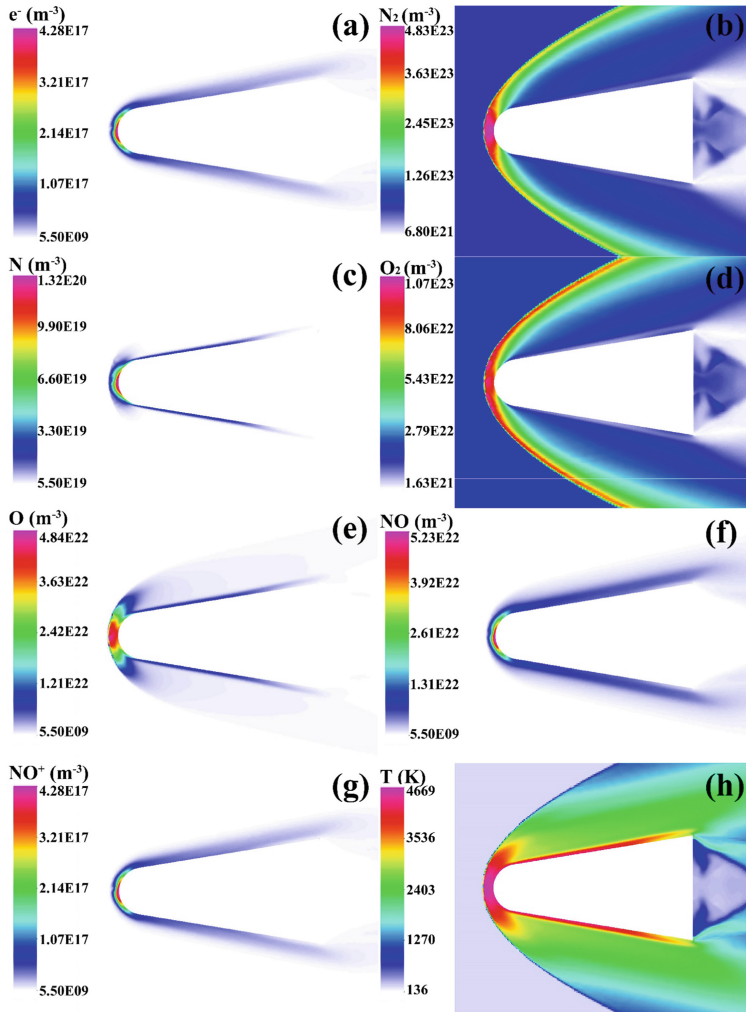 e- (m-3)
4.28E17
3.21E17
2.14E17
1.07E17
5.50E09
(a)
N2 (m-3)
4.83E23
3.63E23
2.45E23
1.26E23
6.80E21
(b)
N (m-3)
1.32E20
9.90E19
6.60E19
3.30E19
5.50E19
(c)
O2 (m-3)
1.07E23
8.06E22
5.43E22
2.79E22
1.63E21
(d)
O (m-3)
4.84E22
3.63E22
2.42E22
1.21E22
5.50E09
(e)
NO (m-3)
5.23E22
3.92E22
2.61E22
1.31E22
5.50E09
(f)
NO+ (m-3)
4.28E17
3.21E17
2.14E17
1.07E17
5.50E09
(g)
T (K)
4669
3536
2403
1270
136
(h)